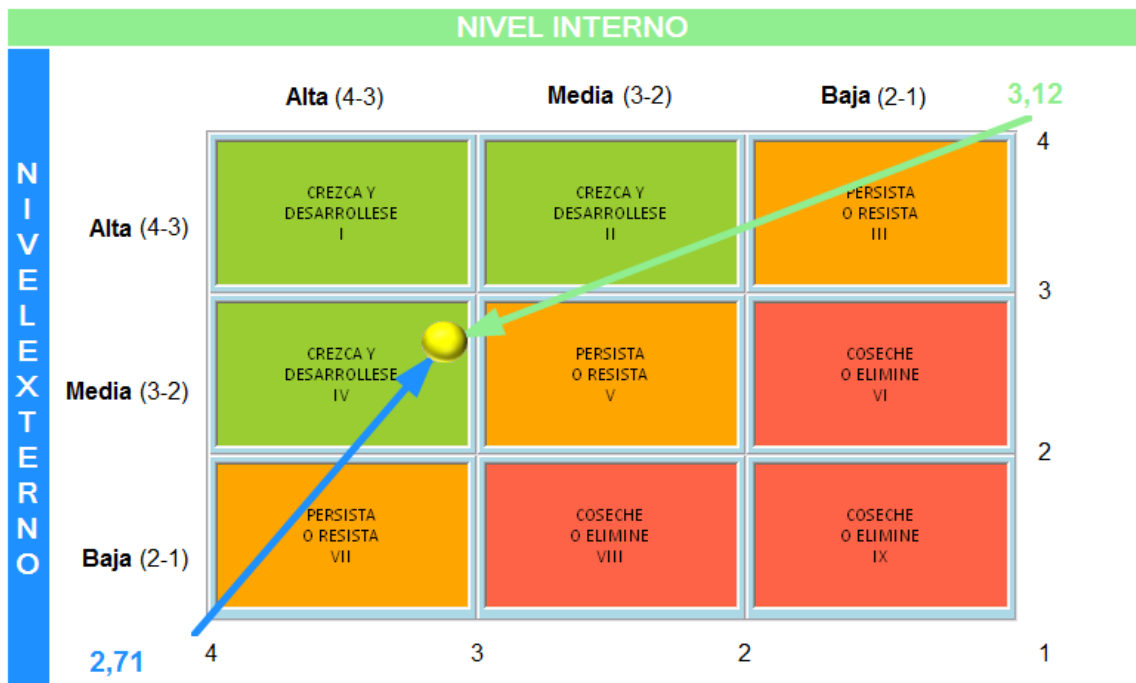 NIVEL INTERNO
NIVEL EXTERNO
Alta (4-3)
Media (3-2)
Baja (2-1)
3,12
4
Alta (4-3)
CREZCA Y
DESARROLLESE
I
CREZCA Y
DESARROLLESE
II
PERSISTA
O RESISTA
III
3
Media (3-2)
CREZCA Y
DESARROLLESE
IV
PERSISTA
O RESISTA
V
COSECHE
O ELIMINE
VI
2
Baja (2-1)
PERSISTA
O RESISTA
VII
COSECHE
O ELIMINE
VIII
COSECHE
O ELIMINE
IX
2,71
4
3
2
1